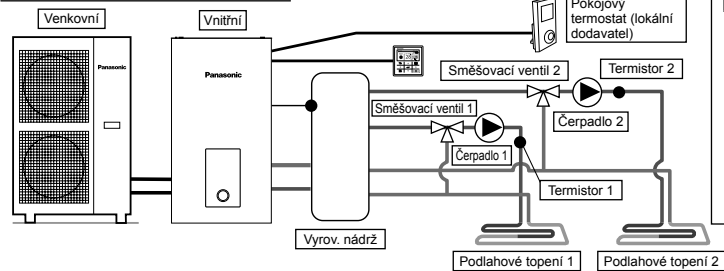 Venkovní
Vnitřní
Pokojový
termostat (lokální
dodavatel)
Panasonic
Panasonic
Směšovací ventil 2
Termistor 2
Směšovací ventil 1
Čerpadlo 2
Čerpadlo 1
Termistor 1
Vyrov. nádrž
Podlahové topení 1
Podlahové topení 2